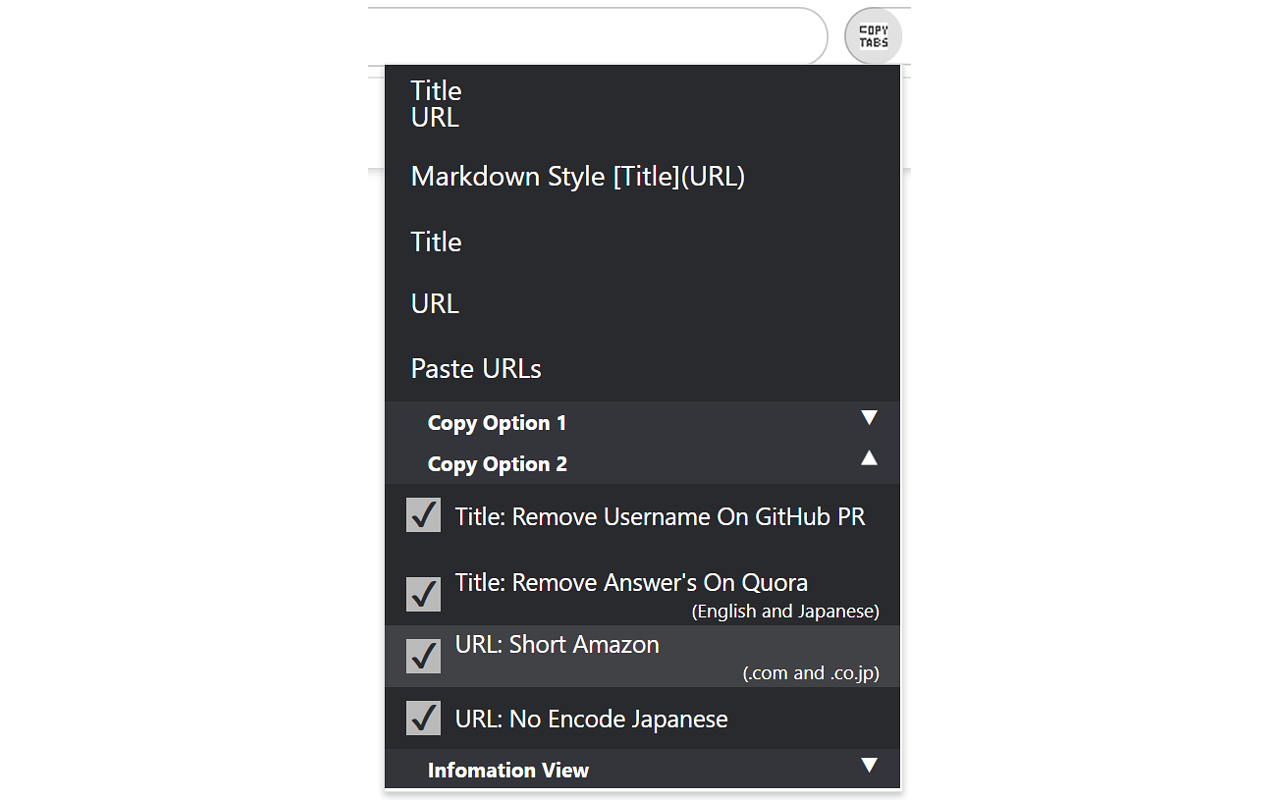 COPY
TABS
Title
URL
Markdown Style [Title](URL)
Title
URL
Paste URLs
Copy Option 1
Copy Option 2
Title: Remove Username On GitHub PR
Title: Remove Answer's On Quora
(English and Japanese)
URL: Short Amazon
(.com and .co.jp)
URL: No Encode Japanese
Infomation View